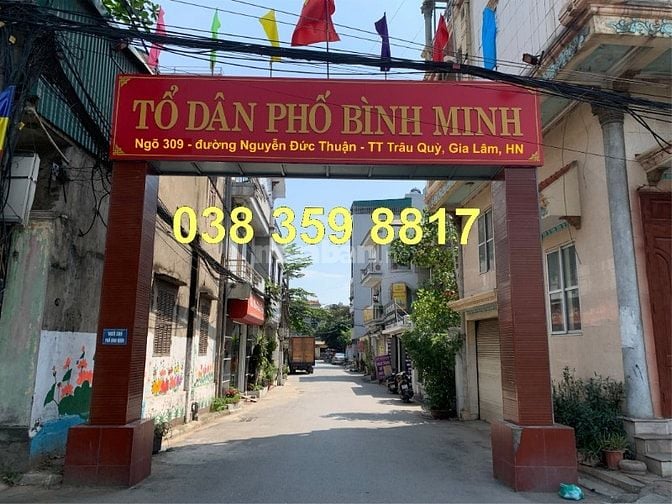 TỔ DÂN PHỐ BÌNH MINH
Ngõ 309 - đường Nguyễn Đức Thuận - TT Trâu Quỳ, Gia Lâm, HN
038 359 8817